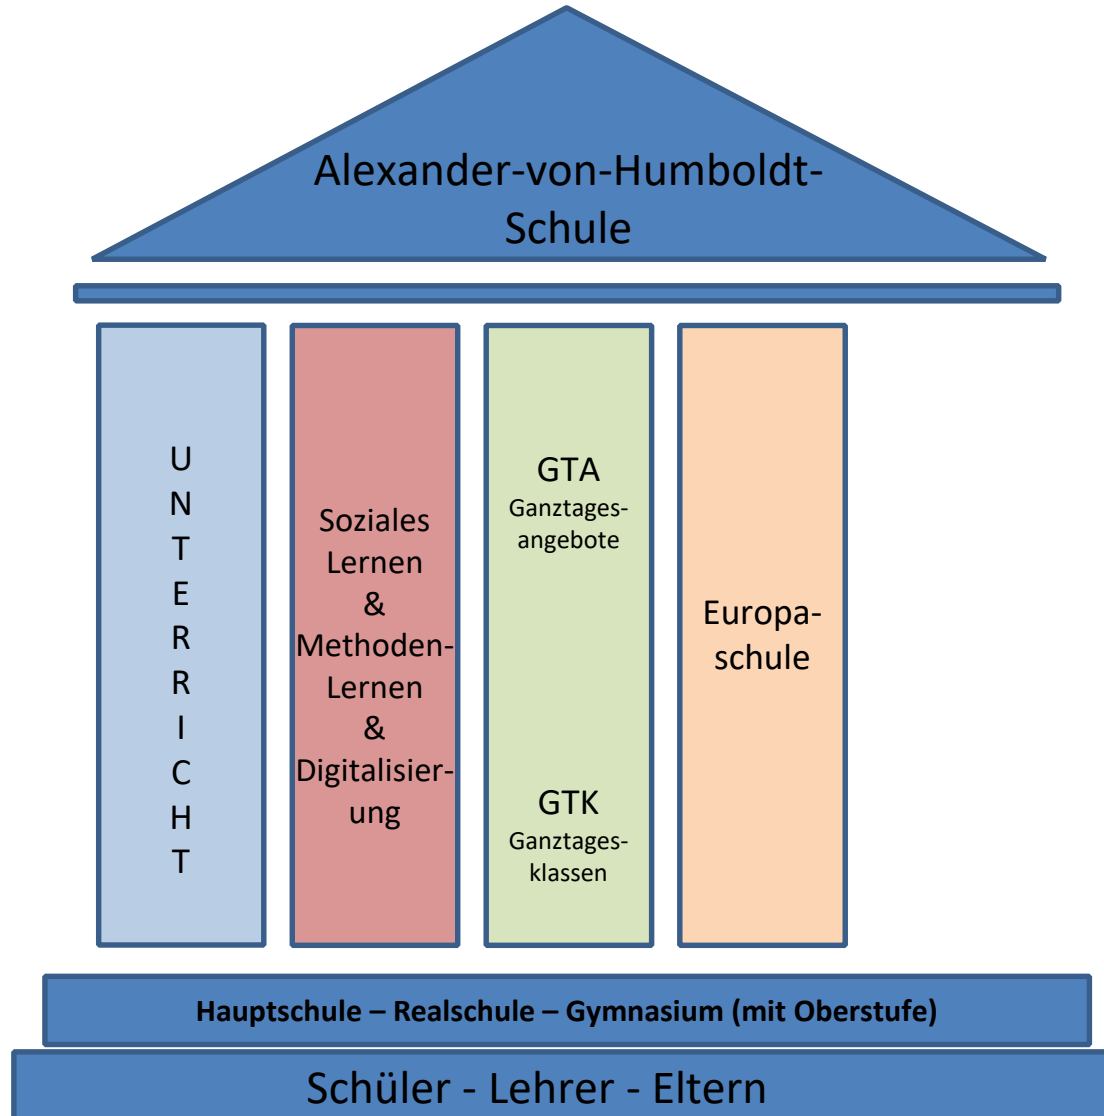 Alexander-von-Humboldt-
Schule
U
N
T
E
R
R
I
C
H
T
Soziales
Lernen
&
Methoden-
Lernen
&
Digitalisier-
ung
GTA
Ganztages-
angebote
GTK
Ganztages-
klassen
Europa-
schule
Hauptschule – Realschule – Gymnasium (mit Oberstufe)
Schüler - Lehrer - Eltern